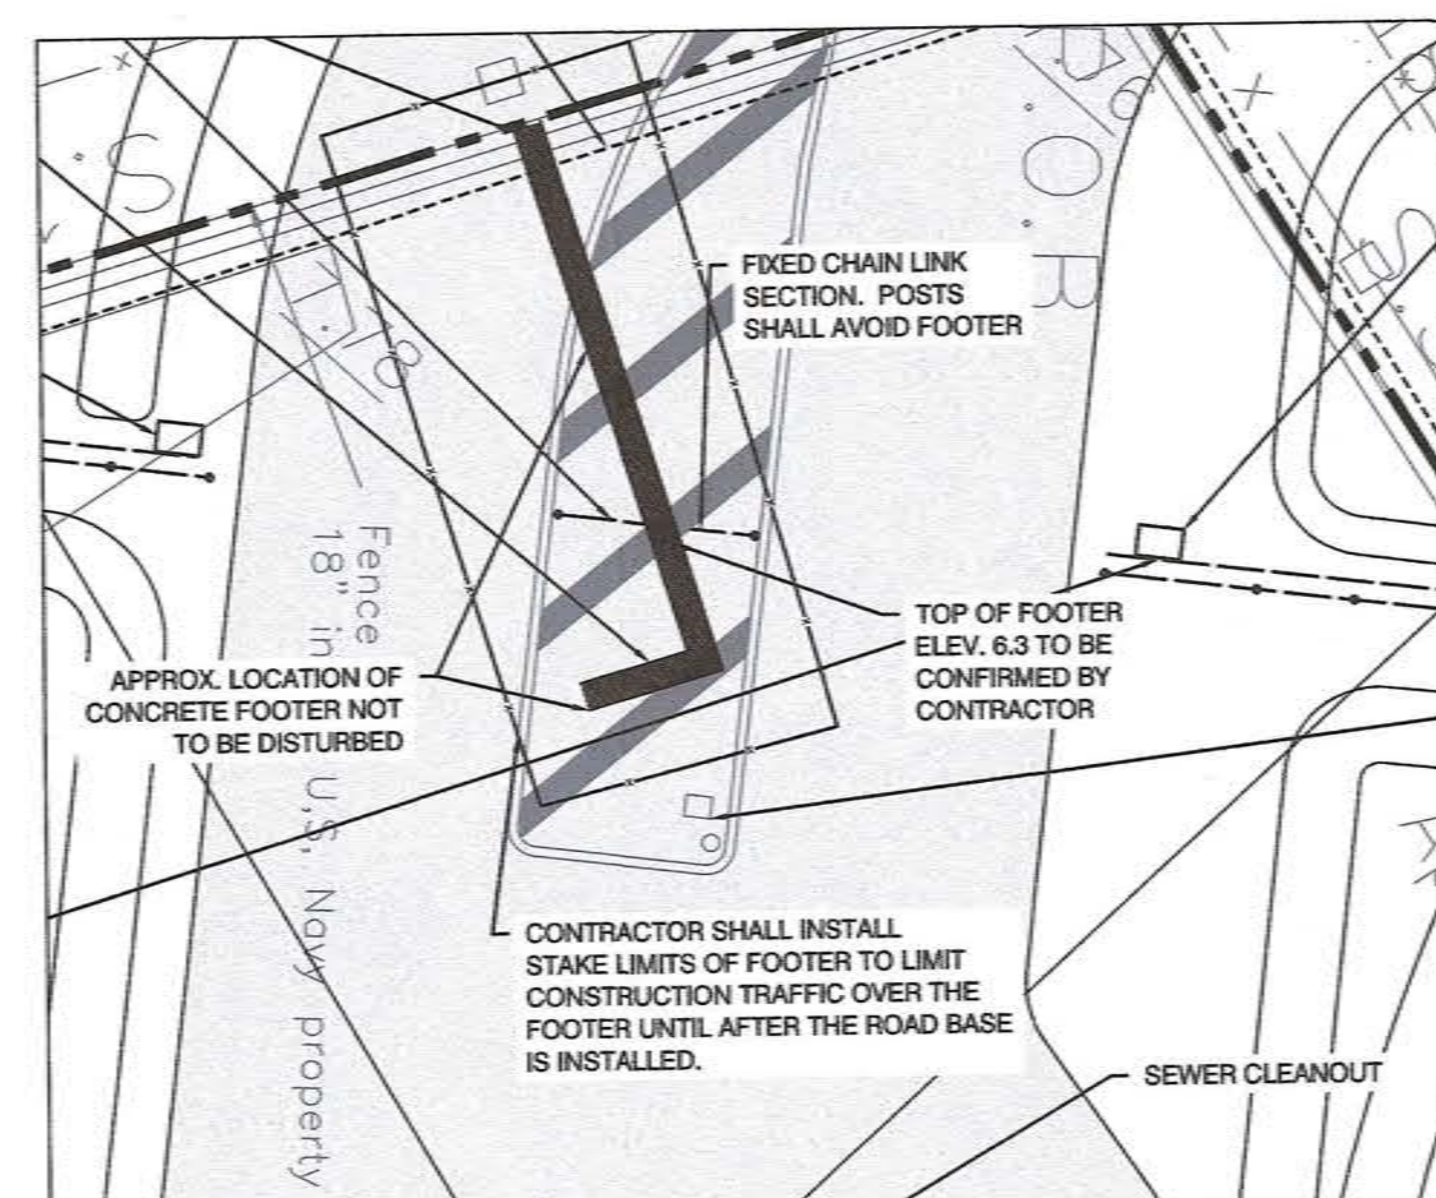 FIXED CHAIN LINK
SECTION. POSTS
SHALL AVOID FOOTER
Fence
18" in
U.S. Navy property
APPROX. LOCATION OF
CONCRETE FOOTER NOT
TO BE DISTURBED
TOP OF FOOTER
ELEV. 6.3 TO BE
CONFIRMED BY
CONTRACTOR
CONTRACTOR SHALL INSTALL
STAKE LIMITS OF FOOTER TO LIMIT
CONSTRUCTION TRAFFIC OVER THE
FOOTER UNTIL AFTER THE ROAD BASE
IS INSTALLED.
SEWER CLEANOUT